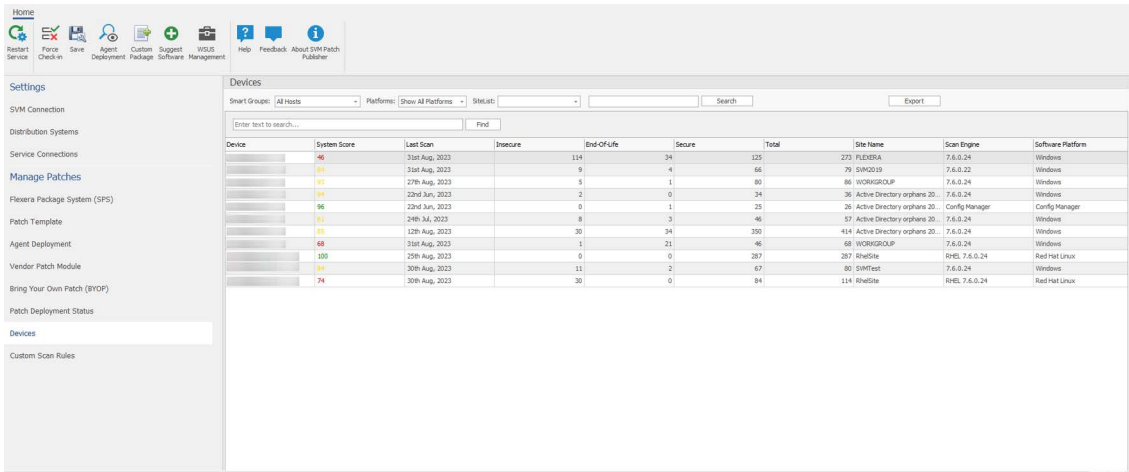 Home
Restart Service Force Check-in Save Agent Deployment Custom Package Suggest Software WSUS Management Help Feedback About SVM Patch Publisher
Settings
SVM Connection
Distribution Systems
Service Connections
Manage Patches
Flexera Package System (SPS)
Patch Template
Agent Deployment
Vendor Patch Module
Bring Your Own Patch (BYOP)
Patch Deployment Status
Devices
Custom Scan Rules
Devices
Smart Groups: All Hosts Platforms: Show All Platforms SiteList: Search Export
Enter text to search... Find
Device System Score Last Scan Insecure End-Of-Life Secure Total Site Name Scan Engine Software Platform
46 31st Aug, 2023 114 34 125 273 FLEXERA 7.6.0.24 Windows
31st Aug, 2023 9 4 66 79 SVM2019 7.6.0.22 Windows
27th Aug, 2023 5 1 80 86 WORKGROUP 7.6.0.24 Windows
22nd Jun, 2023 2 0 34 36 Active Directory orphans 20... 7.6.0.24 Windows
96 22nd Jun, 2023 0 1 25 26 Active Directory orphans 20... Config Manager Config Manager
24th Jul, 2023 8 3 46 57 Active Directory orphans 20... 7.6.0.24 Windows
12th Aug, 2023 30 34 350 414 Active Directory orphans 20... 7.6.0.24 Windows
68 31st Aug, 2023 1 21 46 68 WORKGROUP 7.6.0.24 Windows
100 25th Aug, 2023 0 0 287 287 RhelSite RHEL 7.6.0.24 Red Hat Linux
30th Aug, 2023 11 2 67 80 SVMTest 7.6.0.24 Windows
74 30th Aug, 2023 30 0 84 114 RhelSite RHEL 7.6.0.24 Red Hat Linux